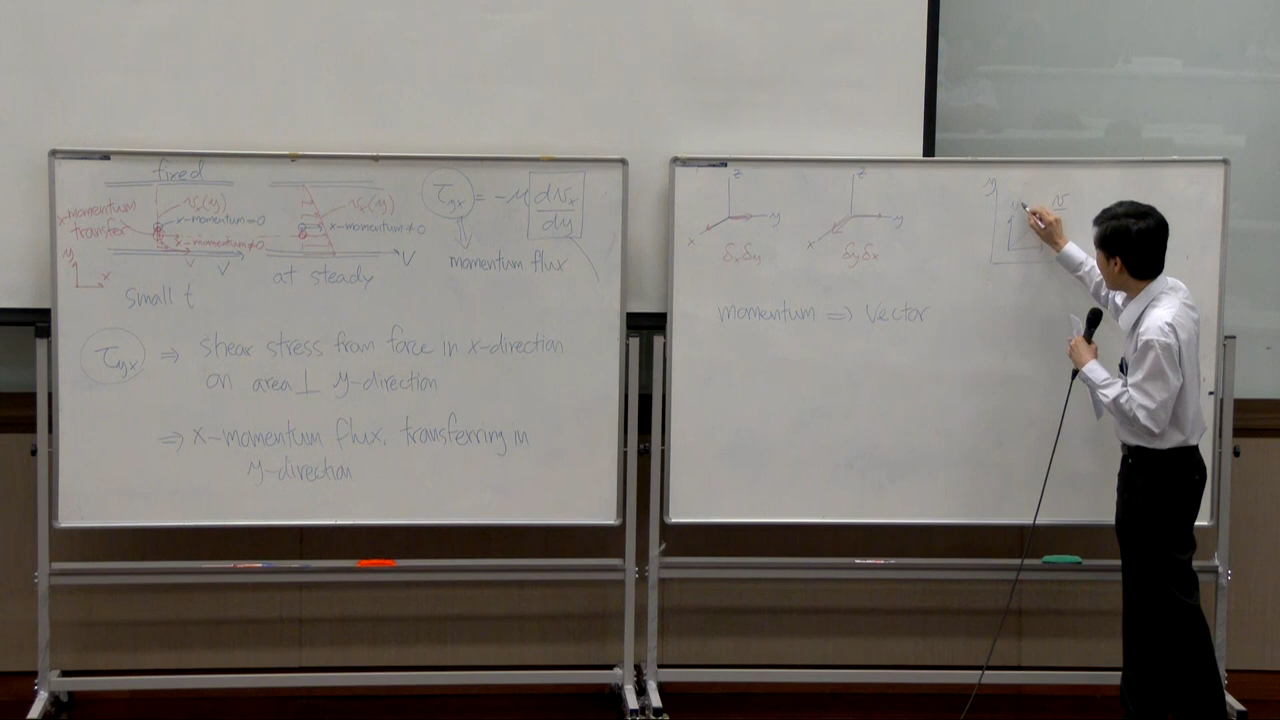 fixed
v_x(y)
x-momentum=0
x-momentum
transfer
x-momentum≠0
V
V
y
x
small t
v_x(y)
x-momentum≠0
V
at steady
τ_yx = -μ dv_x/dy
momentum flux
τ_yx ⇒ shear stress from force in x-direction
on area ⊥ y-direction
⇒ x-momentum flux. transferring in
y-direction
z
y
x
δ_x δ_y
z
y
x
δ_y δ_x
momentum ⇒ vector
y
v